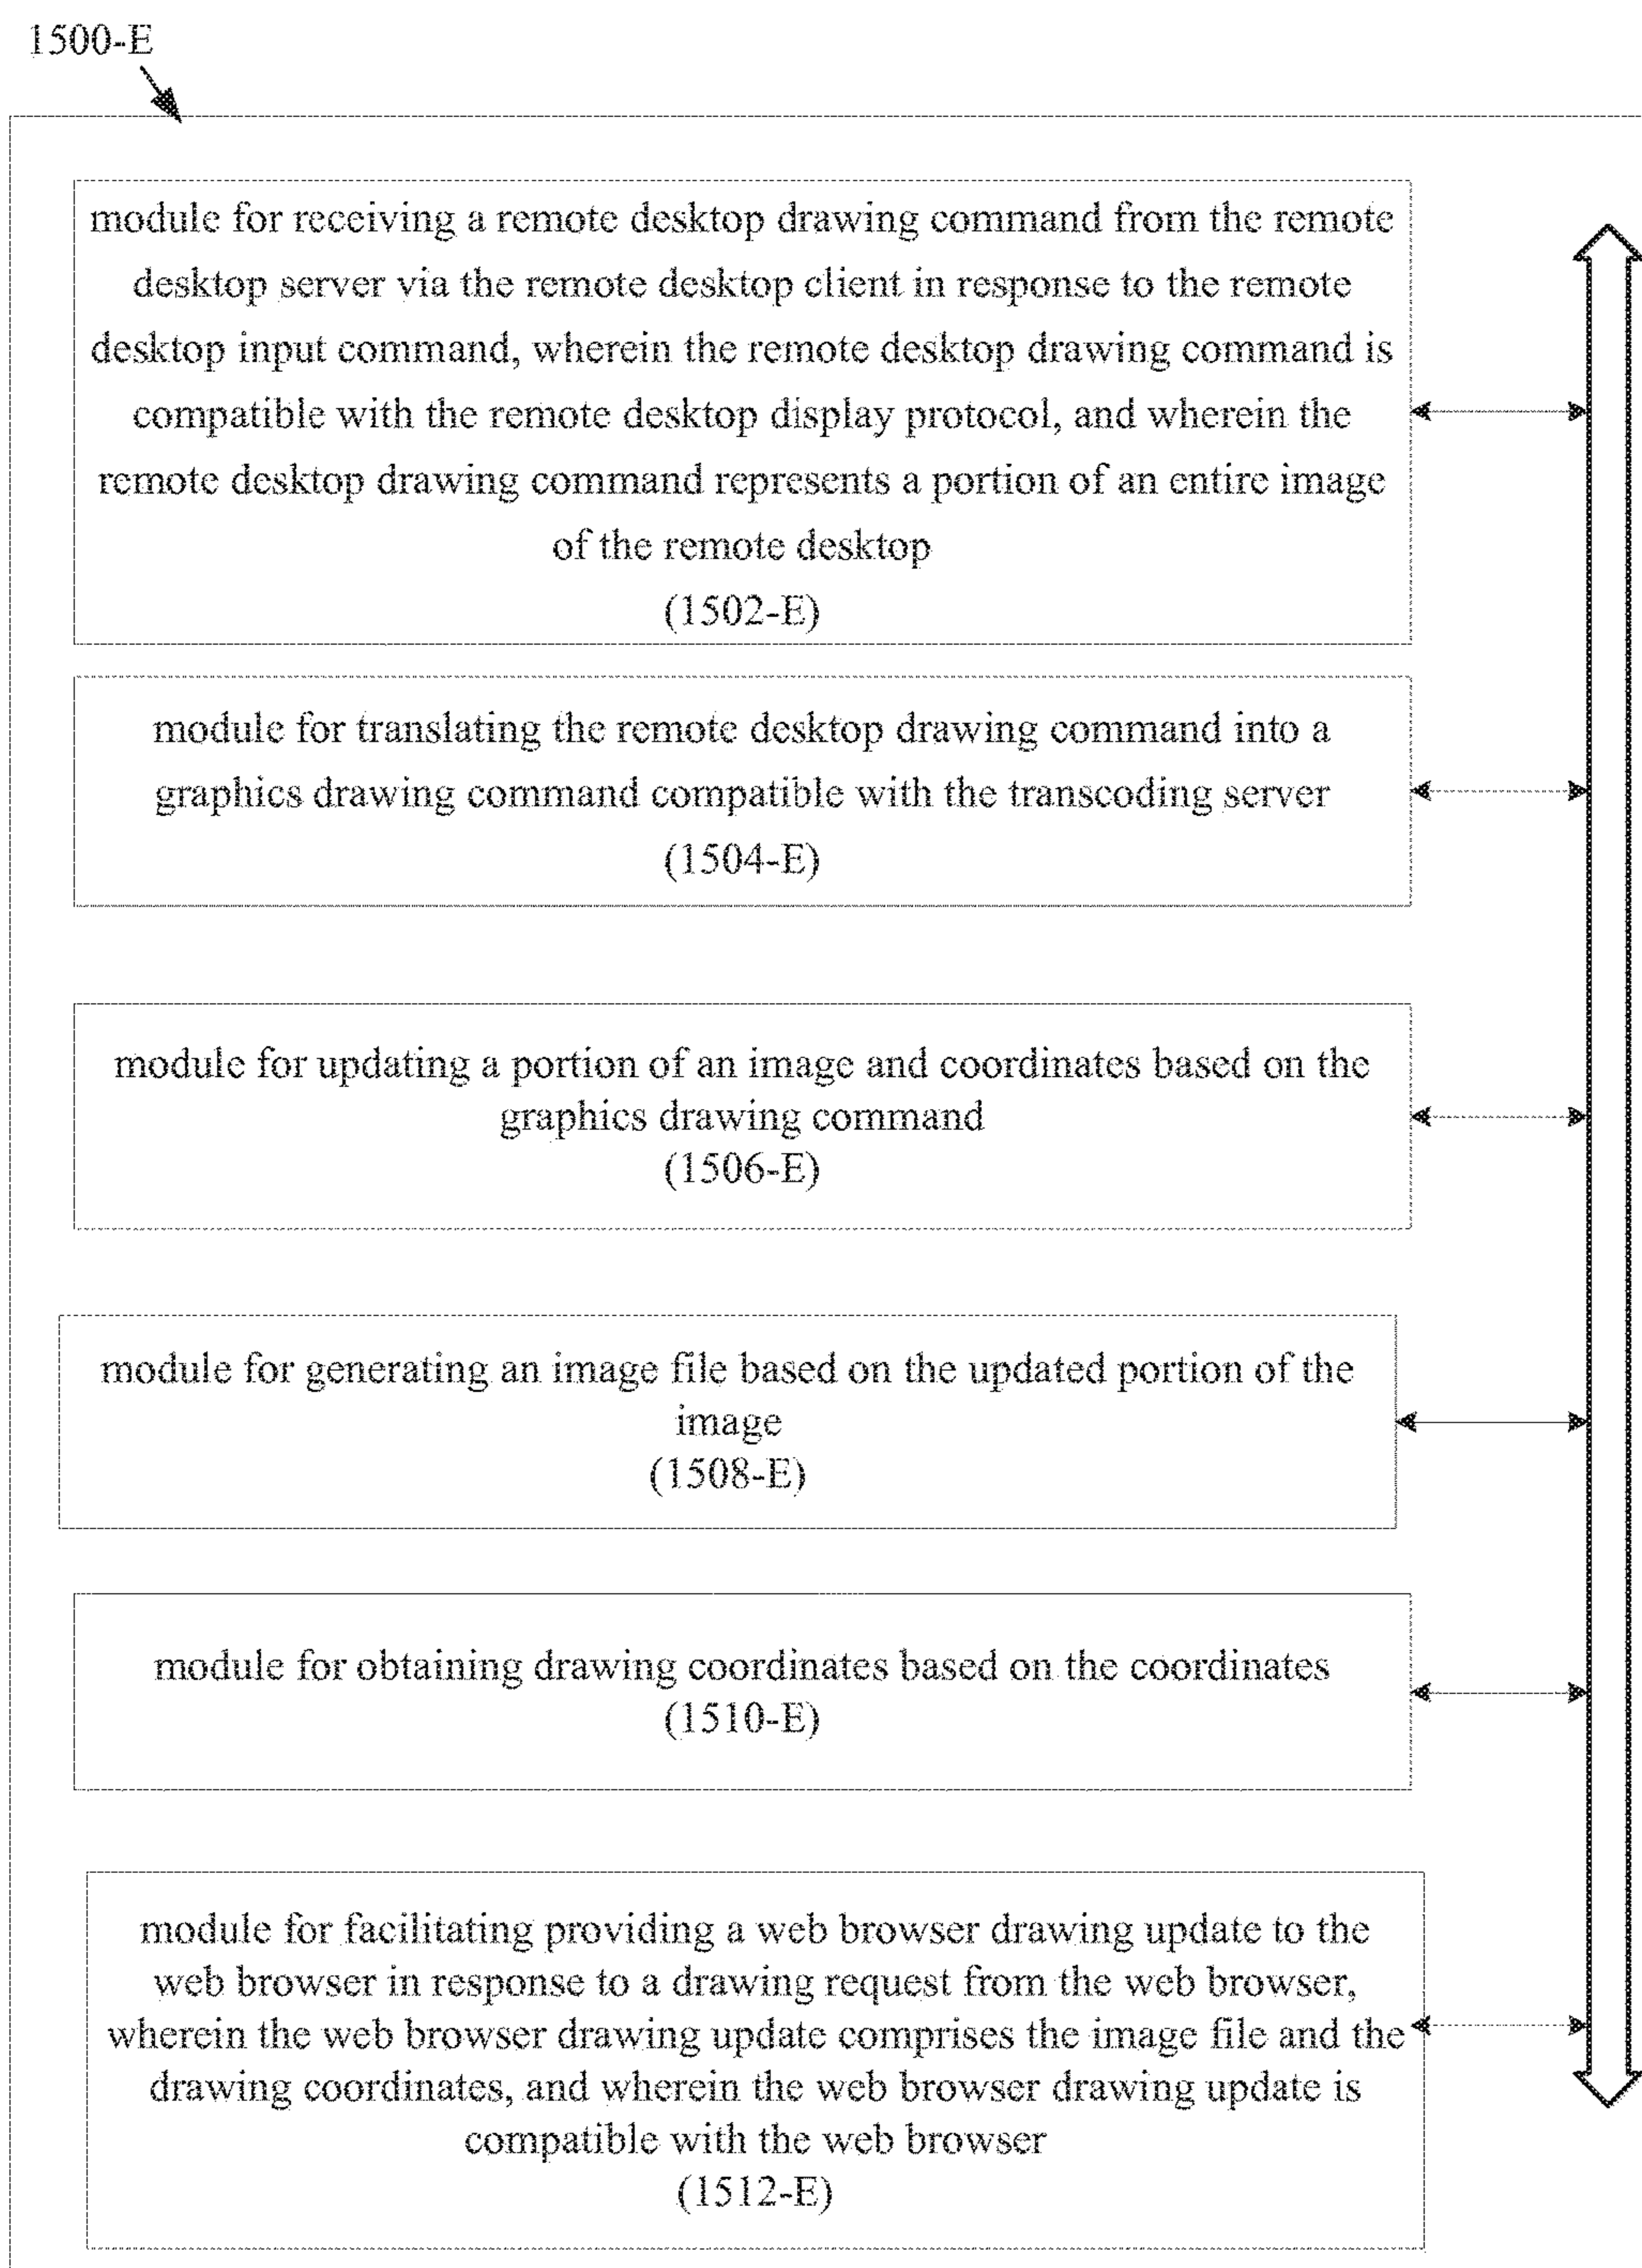 1500-E
module for receiving a remote desktop drawing command from the remote
desktop server via the remote desktop client in response to the remote
desktop input command, wherein the remote desktop drawing command is
compatible with the remote desktop display protocol, and wherein the
remote desktop drawing command represents a portion of an entire image
of the remote desktop
(1502-E)
module for translating the remote desktop drawing command into a
graphics drawing command compatible with the transcoding server
(1504-E)
module for updating a portion of an image and coordinates based on the
graphics drawing command
(1506-E)
module for generating an image file based on the updated portion of the
image
(1508-E)
module for obtaining drawing coordinates based on the coordinates
(1510-E)
module for facilitating providing a web browser drawing update to the
web browser in response to a drawing request from the web browser,
wherein the web browser drawing update comprises the image file and the
drawing coordinates, and wherein the web browser drawing update is
compatible with the web browser
(1512-E)